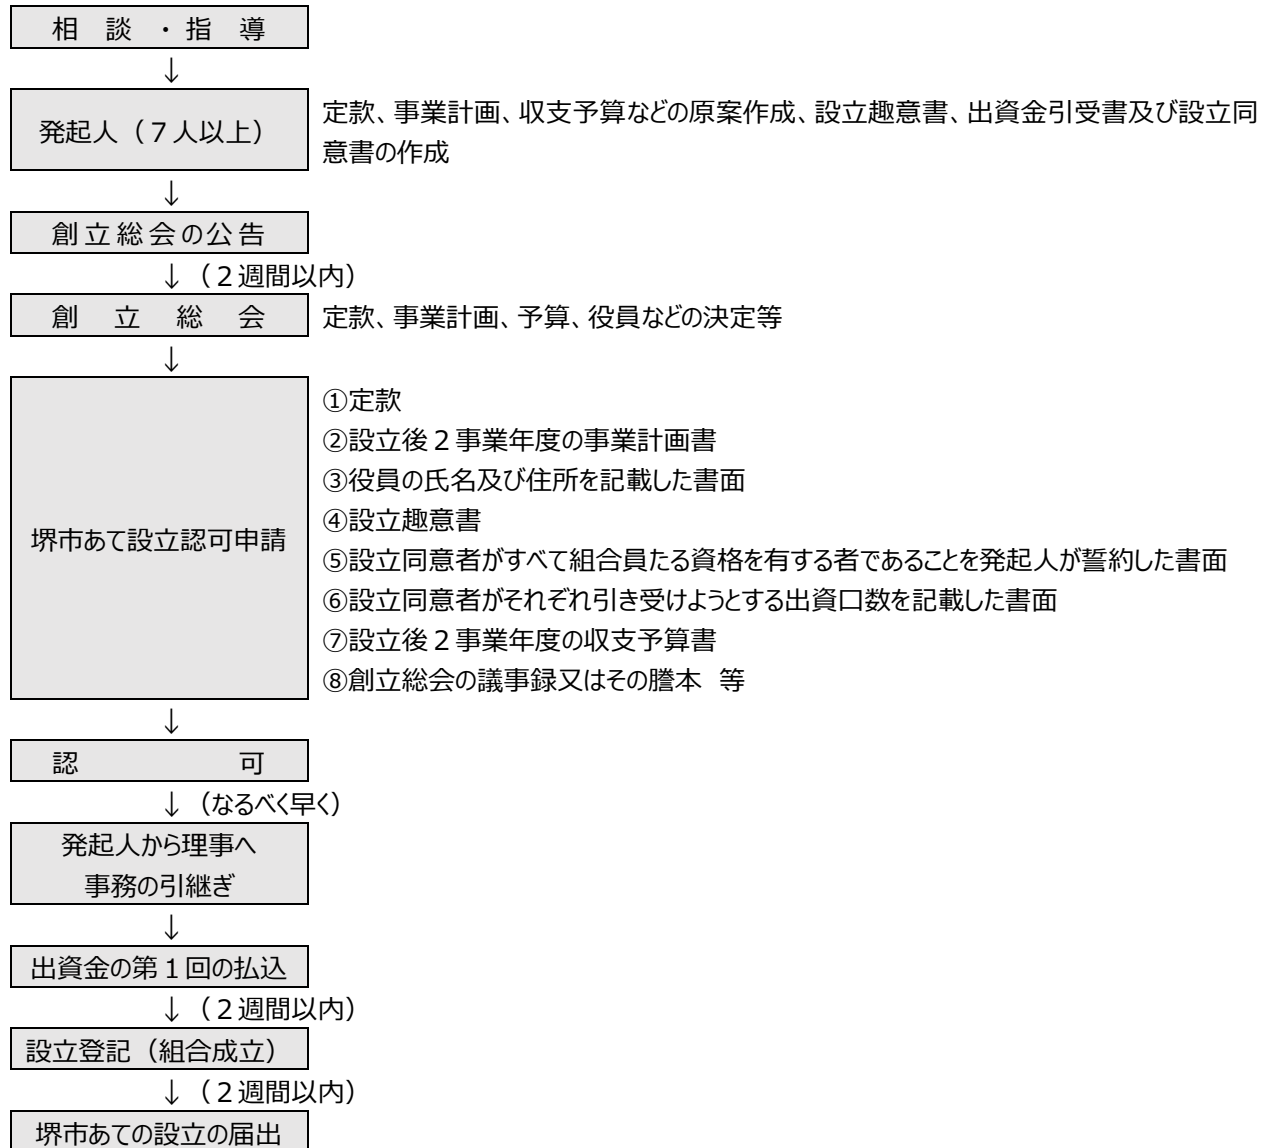 相 談 ・ 指 導
↓
発起人（７人以上）
定款、事業計画、収支予算などの原案作成、設立趣意書、出資金引受書及び設立同
意書の作成
↓
創立総会の公告
↓（２週間以内）
創 立 総 会
定款、事業計画、予算、役員などの決定等
↓
堺市あて設立認可申請
①定款
②設立後２事業年度の事業計画書
③役員の氏名及び住所を記載した書面
④設立趣意書
⑤設立同意者がすべて組合員たる資格を有する者であることを発起人が誓約した書面
⑥設立同意者がそれぞれ引き受けようとする出資口数を記載した書面
⑦設立後２事業年度の収支予算書
⑧創立総会の議事録又はその謄本 等
↓
認 可
↓（なるべく早く）
発起人から理事へ
事務の引継ぎ
↓
出資金の第１回の払込
↓（２週間以内）
設立登記（組合成立）
↓（２週間以内）
堺市あての設立の届出